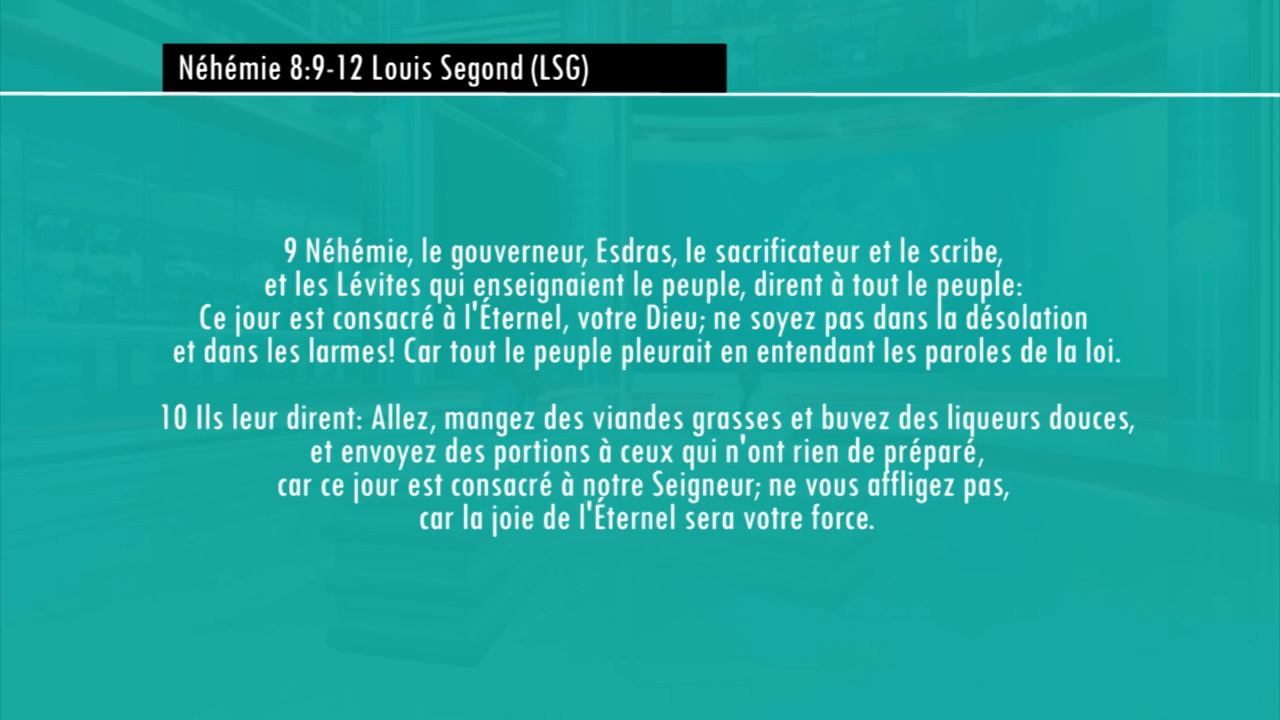 Néhémie 8:9-12 Louis Segond (LSG)
9 Néhémie, le gouverneur, Esdras, le sacrificateur et le scribe,
et les Lévites qui enseignaient le peuple, dirent à tout le peuple:
Ce jour est consacré à l'Éternel, votre Dieu; ne soyez pas dans la désolation
et dans les larmes! Car tout le peuple pleurait en entendant les paroles de la loi.
10 Ils leur dirent: Allez, mangez des viandes grasses et buvez des liqueurs douces,
et envoyez des portions à ceux qui n'ont rien de préparé,
car ce jour est consacré à notre Seigneur; ne vous affligez pas,
car la joie de l'Éternel sera votre force.